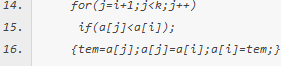 14. for(j=i+1;j<k;j++)
15. if(a[j]<a[i]);
16. {tem=a[j];a[j]=a[i];a[i]=tem;}